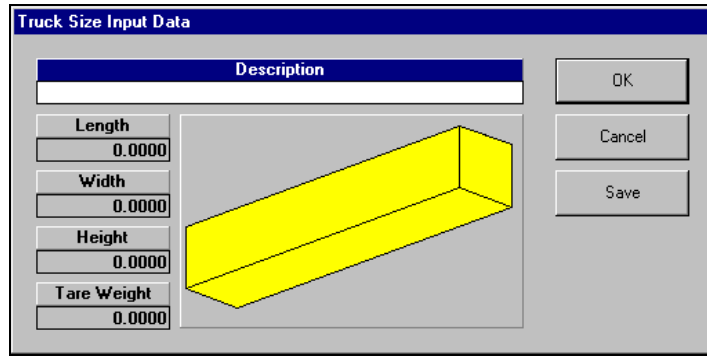 Truck Size Input Data
Description
OK
Length
0.0000
Cancel
Width
0.0000
Save
Height
0.0000
Tare Weight
0.0000